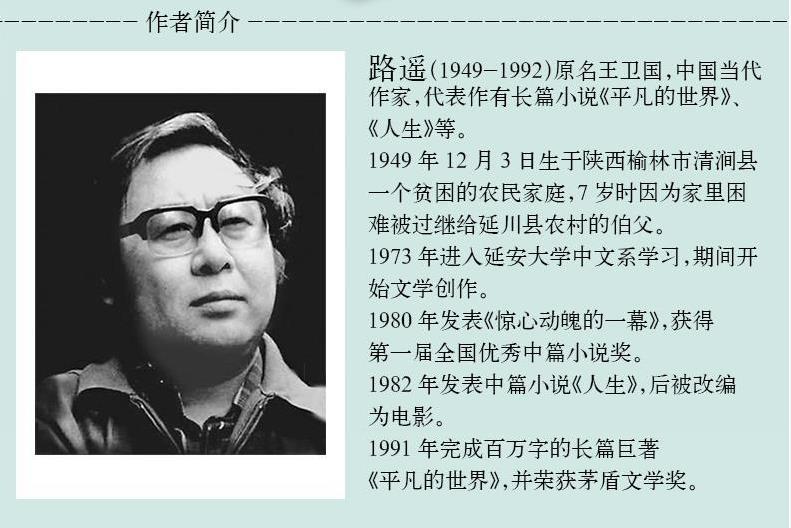 作者简介
路遥(1949-1992)原名王卫国,中国当代
作家,代表作有长篇小说《平凡的世界》、
《人生》等。
1949 年 12 月 3 日生于陕西榆林市清涧县
一个贫困的农民家庭,7 岁时因为家里困
难被过继给延川县农村的伯父。
1973 年进入延安大学中文系学习,期间开
始文学创作。
1980 年发表《惊心动魄的一幕》,获得
第一届全国优秀中篇小说奖。
1982 年发表中篇小说《人生》,后被改编
为电影。
1991 年完成百万字的长篇巨著
《平凡的世界》,并荣获茅盾文学奖。